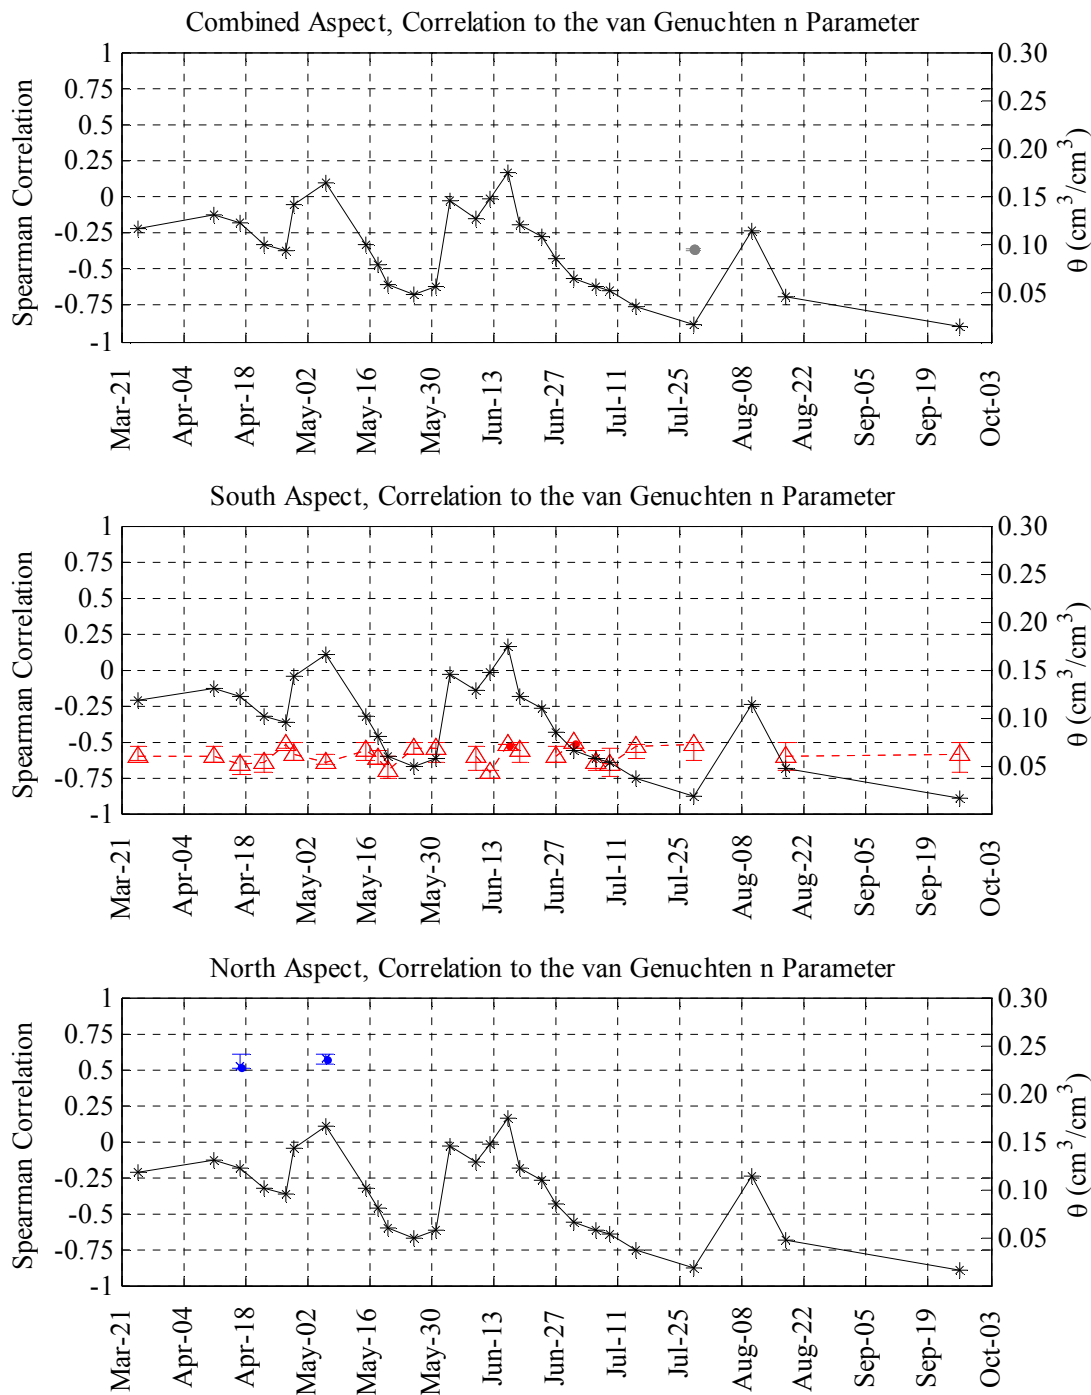 Combined Aspect, Correlation to the van Genuchten n Parameter
Spearman Correlation
1
0.75
0.5
0.25
0
-0.25
-0.5
-0.75
-1
0.30
0.25
0.20
0.15
0.10
0.05
θ (cm³/cm³)
Mar-21
Apr-04
Apr-18
May-02
May-16
May-30
Jun-13
Jun-27
Jul-11
Jul-25
Aug-08
Aug-22
Sep-05
Sep-19
Oct-03
South Aspect, Correlation to the van Genuchten n Parameter
Spearman Correlation
1
0.75
0.5
0.25
0
-0.25
-0.5
-0.75
-1
0.30
0.25
0.20
0.15
0.10
0.05
θ (cm³/cm³)
Mar-21
Apr-04
Apr-18
May-02
May-16
May-30
Jun-13
Jun-27
Jul-11
Jul-25
Aug-08
Aug-22
Sep-05
Sep-19
Oct-03
North Aspect, Correlation to the van Genuchten n Parameter
Spearman Correlation
1
0.75
0.5
0.25
0
-0.25
-0.5
-0.75
-1
0.30
0.25
0.20
0.15
0.10
0.05
θ (cm³/cm³)
Mar-21
Apr-04
Apr-18
May-02
May-16
May-30
Jun-13
Jun-27
Jul-11
Jul-25
Aug-08
Aug-22
Sep-05
Sep-19
Oct-03